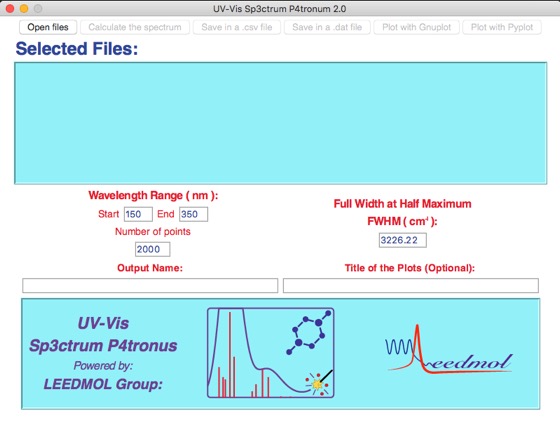 UV-Vis Sp3ctrum P4tronum 2.0
Open files
Calculate the spectrum
Save in a .csv file
Save in a .dat file
Plot with Gnuplot
Plot with Pyplot
Selected Files:
Wavelength Range ( nm ):
Start 150 End 350
Number of points
2000
Full Width at Half Maximum
FWHM ( cm⁻¹ ):
3226.22
Output Name:
Title of the Plots (Optional):
UV-Vis
Sp3ctrum P4tronus
Powered by:
LEEDMOL Group:
Leedmol